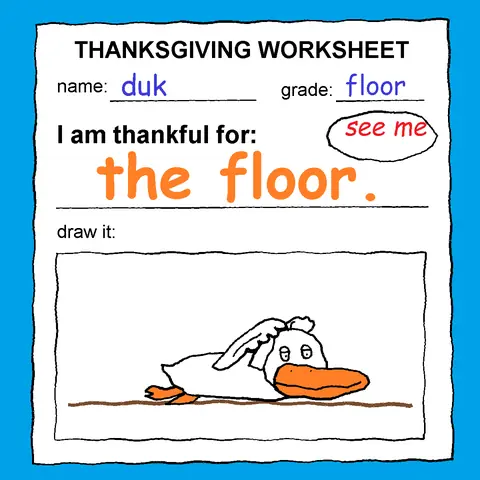 THANKSGIVING WORKSHEET
name: duk grade: floor
I am thankful for: see me
the floor.
draw it: